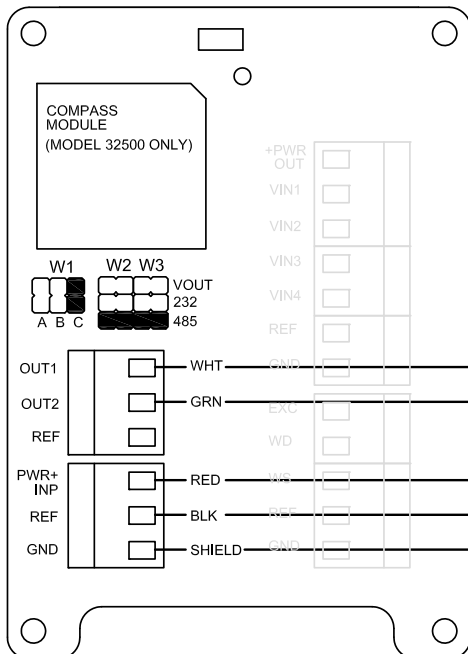 COMPASS
MODULE
(MODEL 32500 ONLY)
+PWR
OUT
VIN1
VIN2
VIN3
VIN4
REF
GND
EXC
WD
WS
REF
GND
W1
A B C
W2 W3
VOUT
232
485
OUT1 WHT
OUT2 GRN
REF
PWR+
INP RED
REF BLK
GND SHIELD